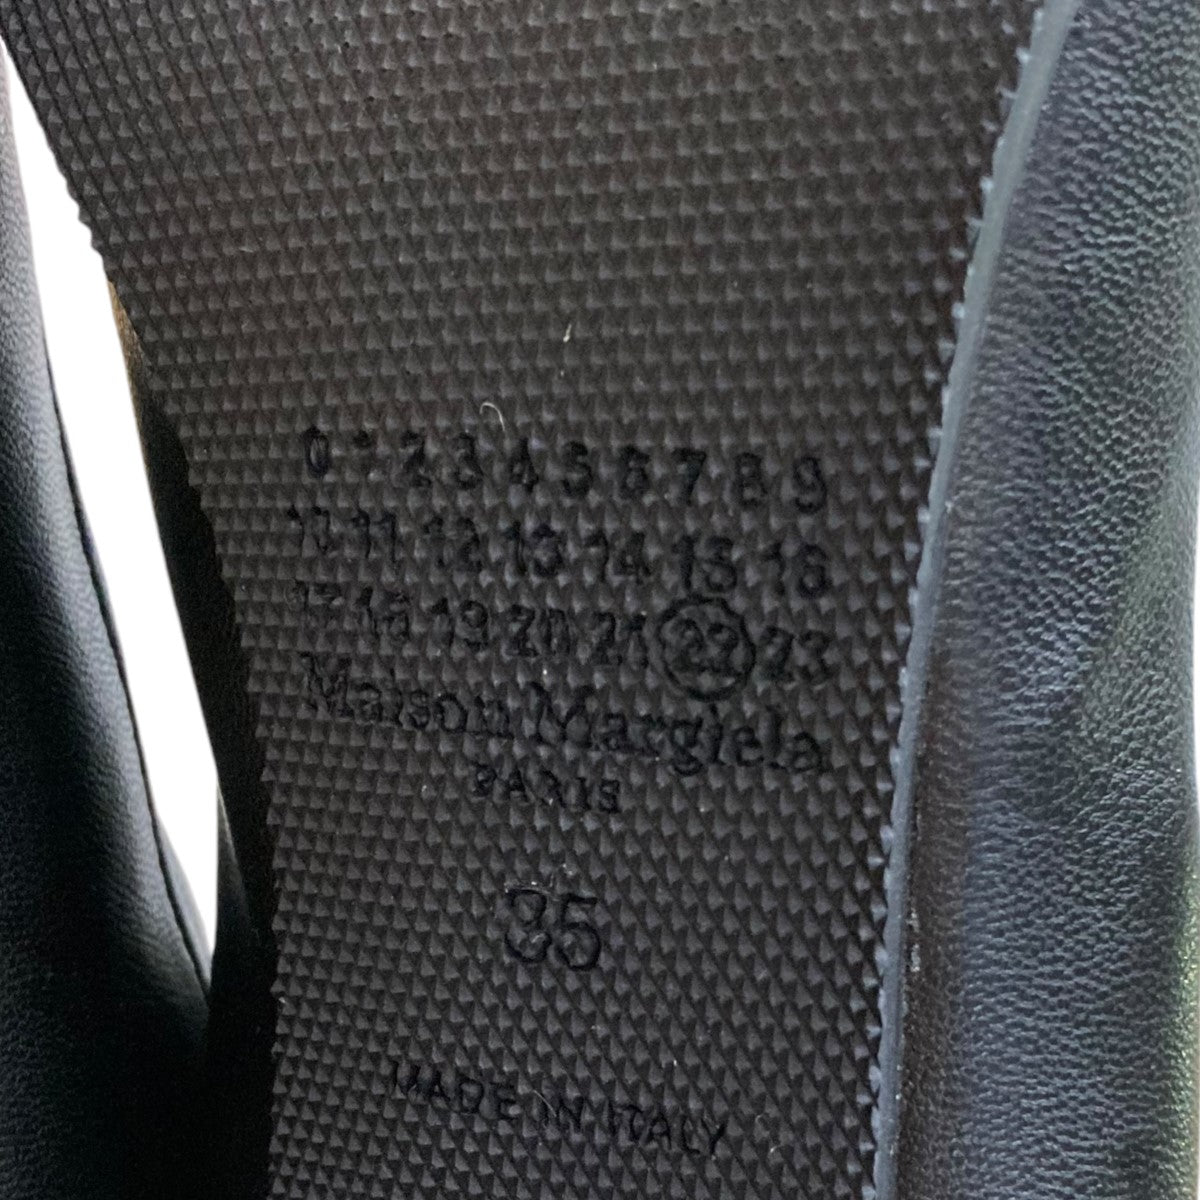 0 1 2 3 4 5 6 7 8 9
10 11 12 13 14 15 16
17 18 19 20 21 22 23
Maison Margiela
PARIS
35
MADE IN ITALY